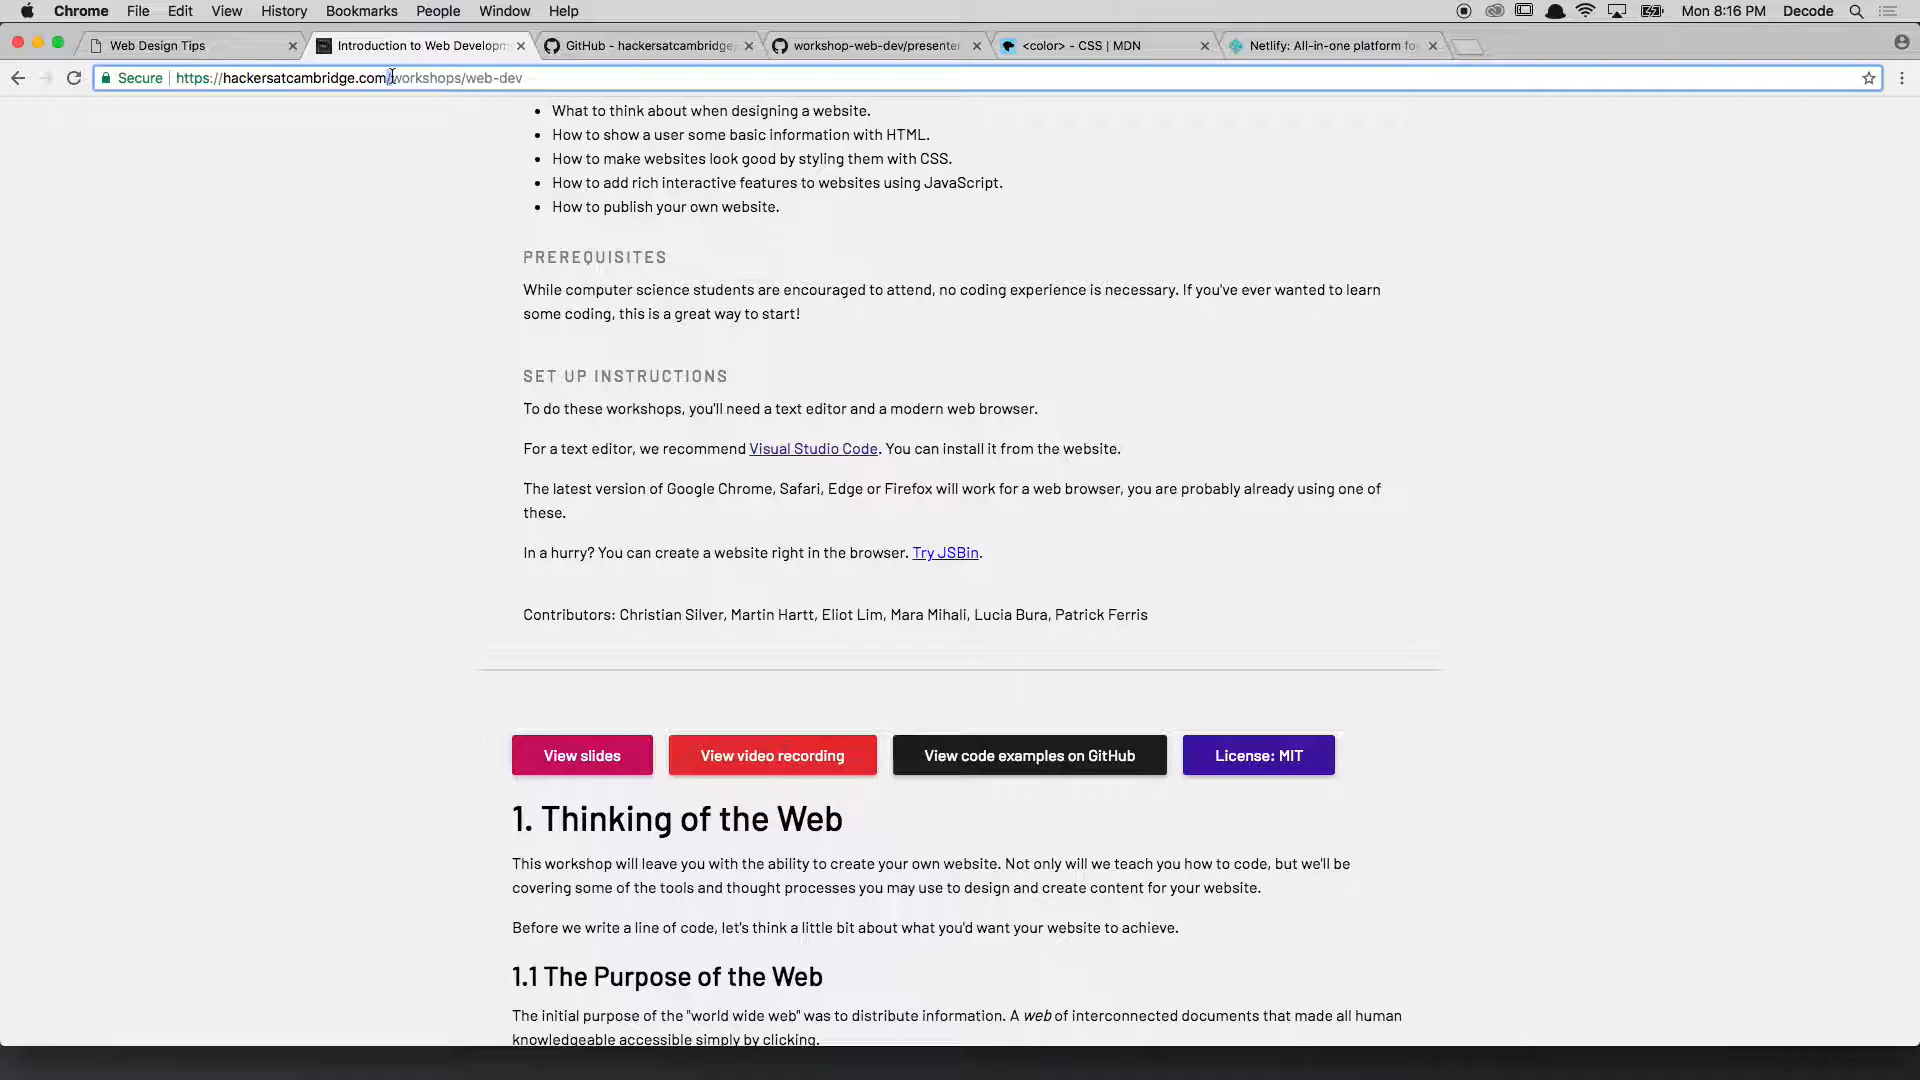 Chrome File Edit View History Bookmarks People Window Help Mon 8:16 PM Decode
Web Design Tips Introduction to Web Developm GitHub - hackersatcambridge, workshop-web-dev/presenter <color> - CSS | MDN Netlify: All-in-one platform fo
Secure https://hackersatcambridge.com/workshops/web-dev
• What to think about when designing a website.
• How to show a user some basic information with HTML.
• How to make websites look good by styling them with CSS.
• How to add rich interactive features to websites using JavaScript.
• How to publish your own website.
PREREQUISITES
While computer science students are encouraged to attend, no coding experience is necessary. If you've ever wanted to learn
some coding, this is a great way to start!
SET UP INSTRUCTIONS
To do these workshops, you'll need a text editor and a modern web browser.
For a text editor, we recommend Visual Studio Code. You can install it from the website.
The latest version of Google Chrome, Safari, Edge or Firefox will work for a web browser, you are probably already using one of
these.
In a hurry? You can create a website right in the browser. Try JSBin.
Contributors: Christian Silver, Martin Hartt, Eliot Lim, Mara Mihali, Lucia Bura, Patrick Ferris
View slides View video recording View code examples on GitHub License: MIT
1. Thinking of the Web
This workshop will leave you with the ability to create your own website. Not only will we teach you how to code, but we'll be
covering some of the tools and thought processes you may use to design and create content for your website.
Before we write a line of code, let's think a little bit about what you'd want your website to achieve.
1.1 The Purpose of the Web
The initial purpose of the "world wide web" was to distribute information. A web of interconnected documents that made all human
knowledgeable accessible simply by clicking.